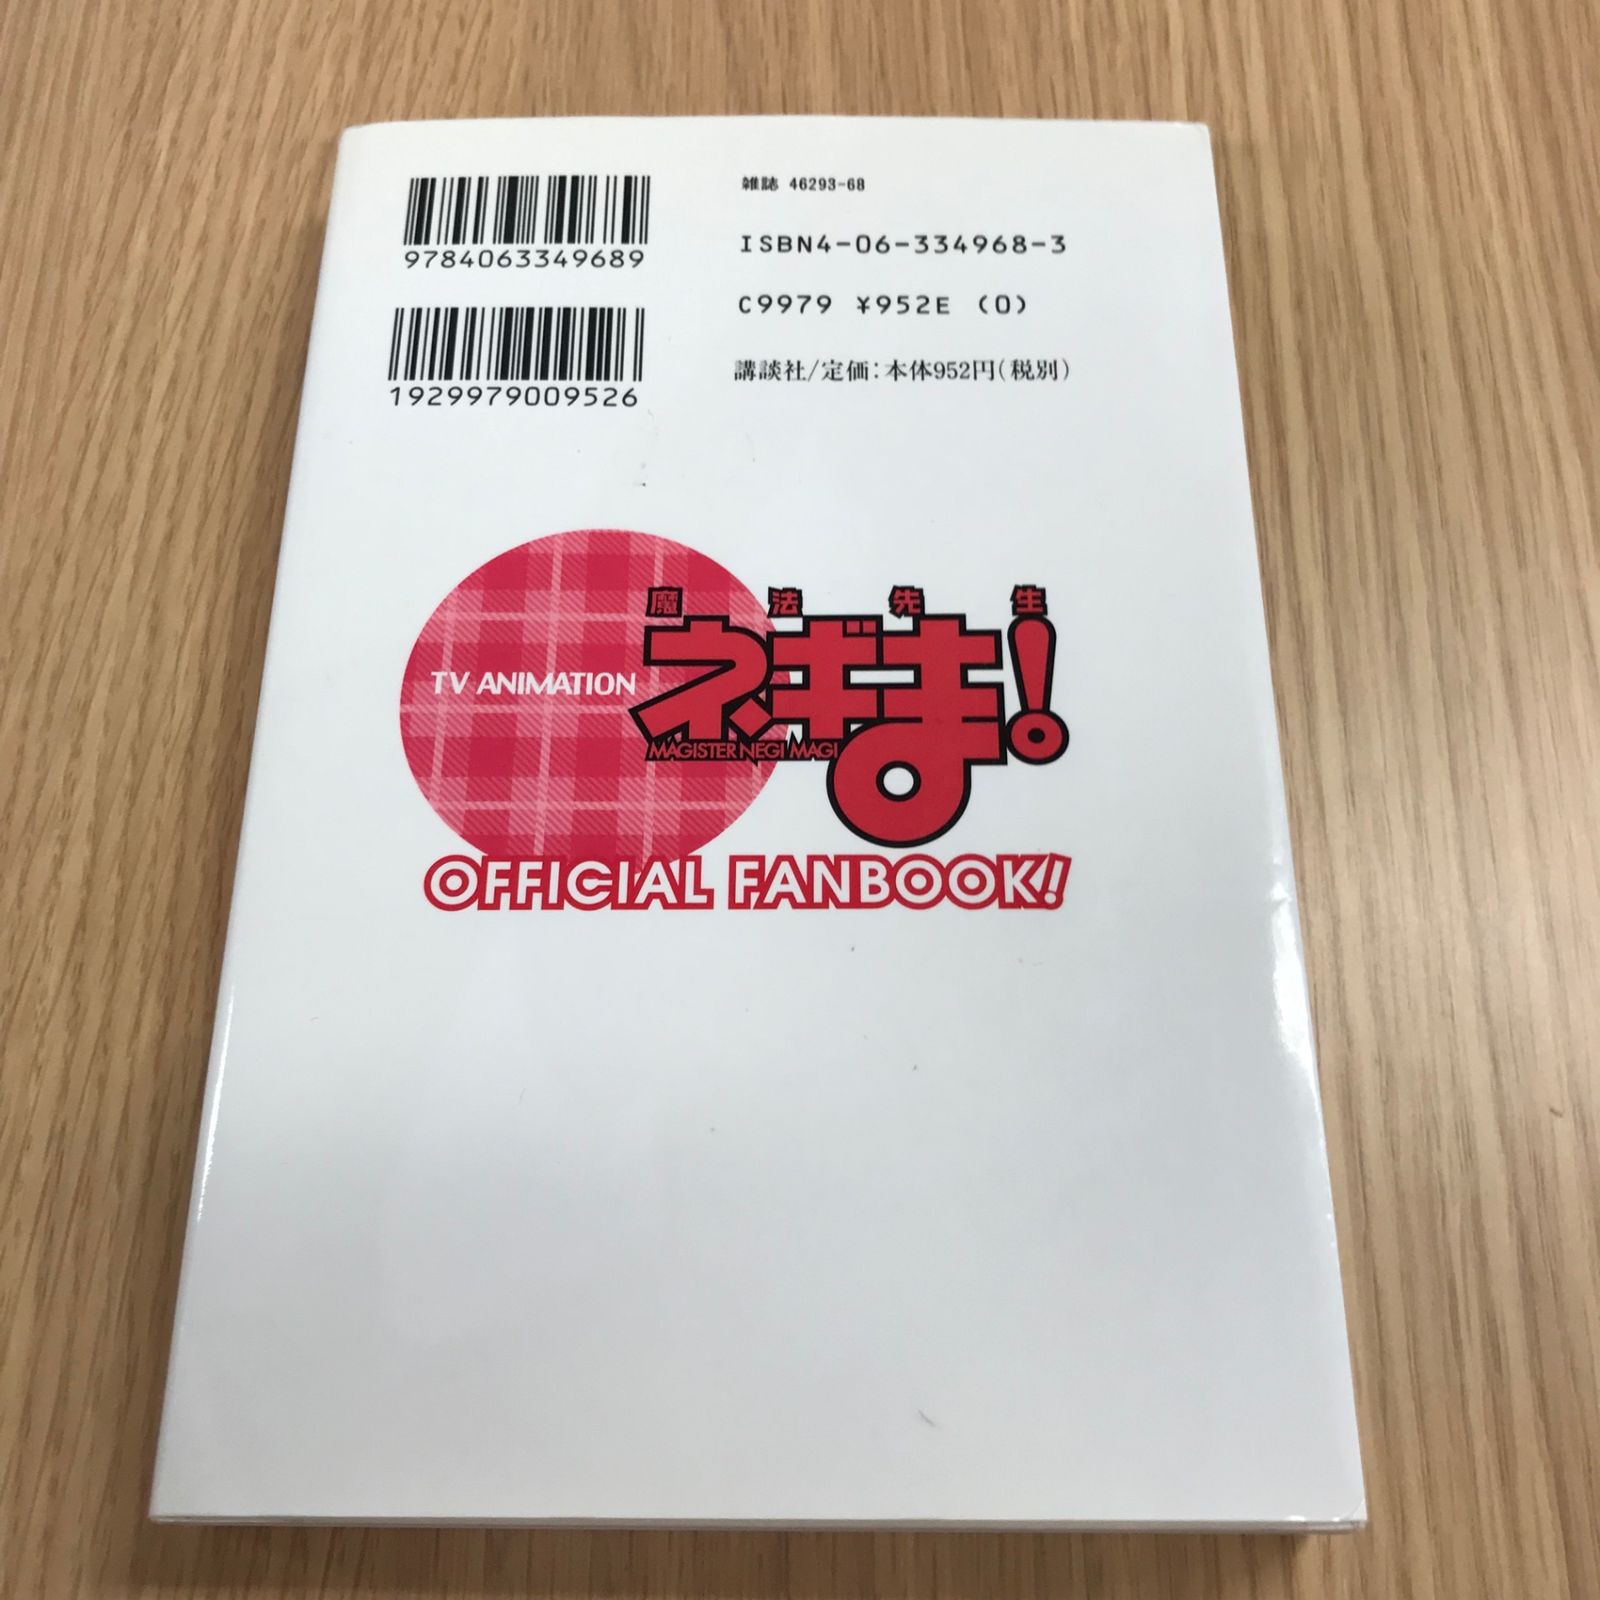 9784063349689
1929979009526
雑誌 46293-68
ISBN4-06-334968-3
C9979 ¥952E (0)
講談社/定価:本体952円(税別)
TV ANIMATION
魔法先生
ネギま!
MAGISTER NEGI MAGI
OFFICIAL FANBOOK!